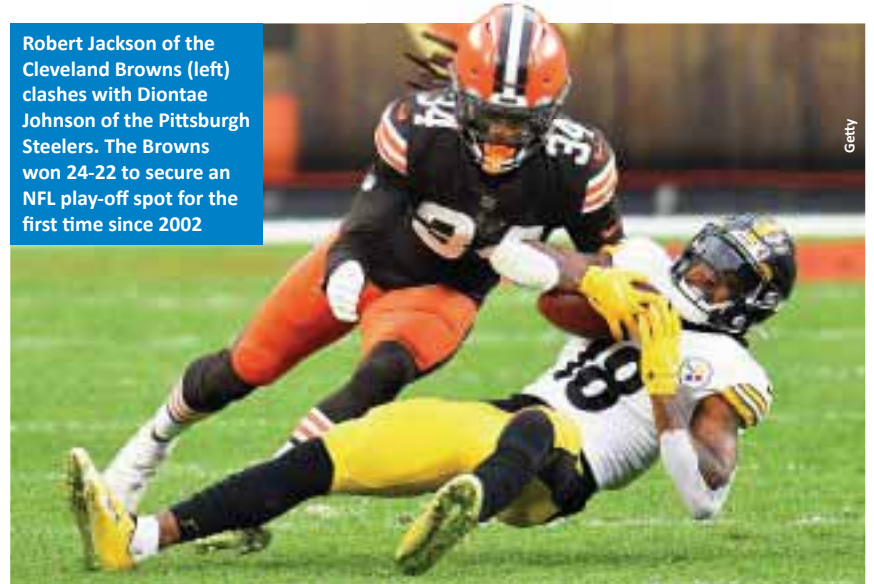 Robert Jackson of the
Cleveland Browns (left)
clashes with Diontae
Johnson of the Pittsburgh
Steelers. The Browns
won 24-22 to secure an
NFL play-off spot for the
first time since 2002
Getty
34
34
34
18